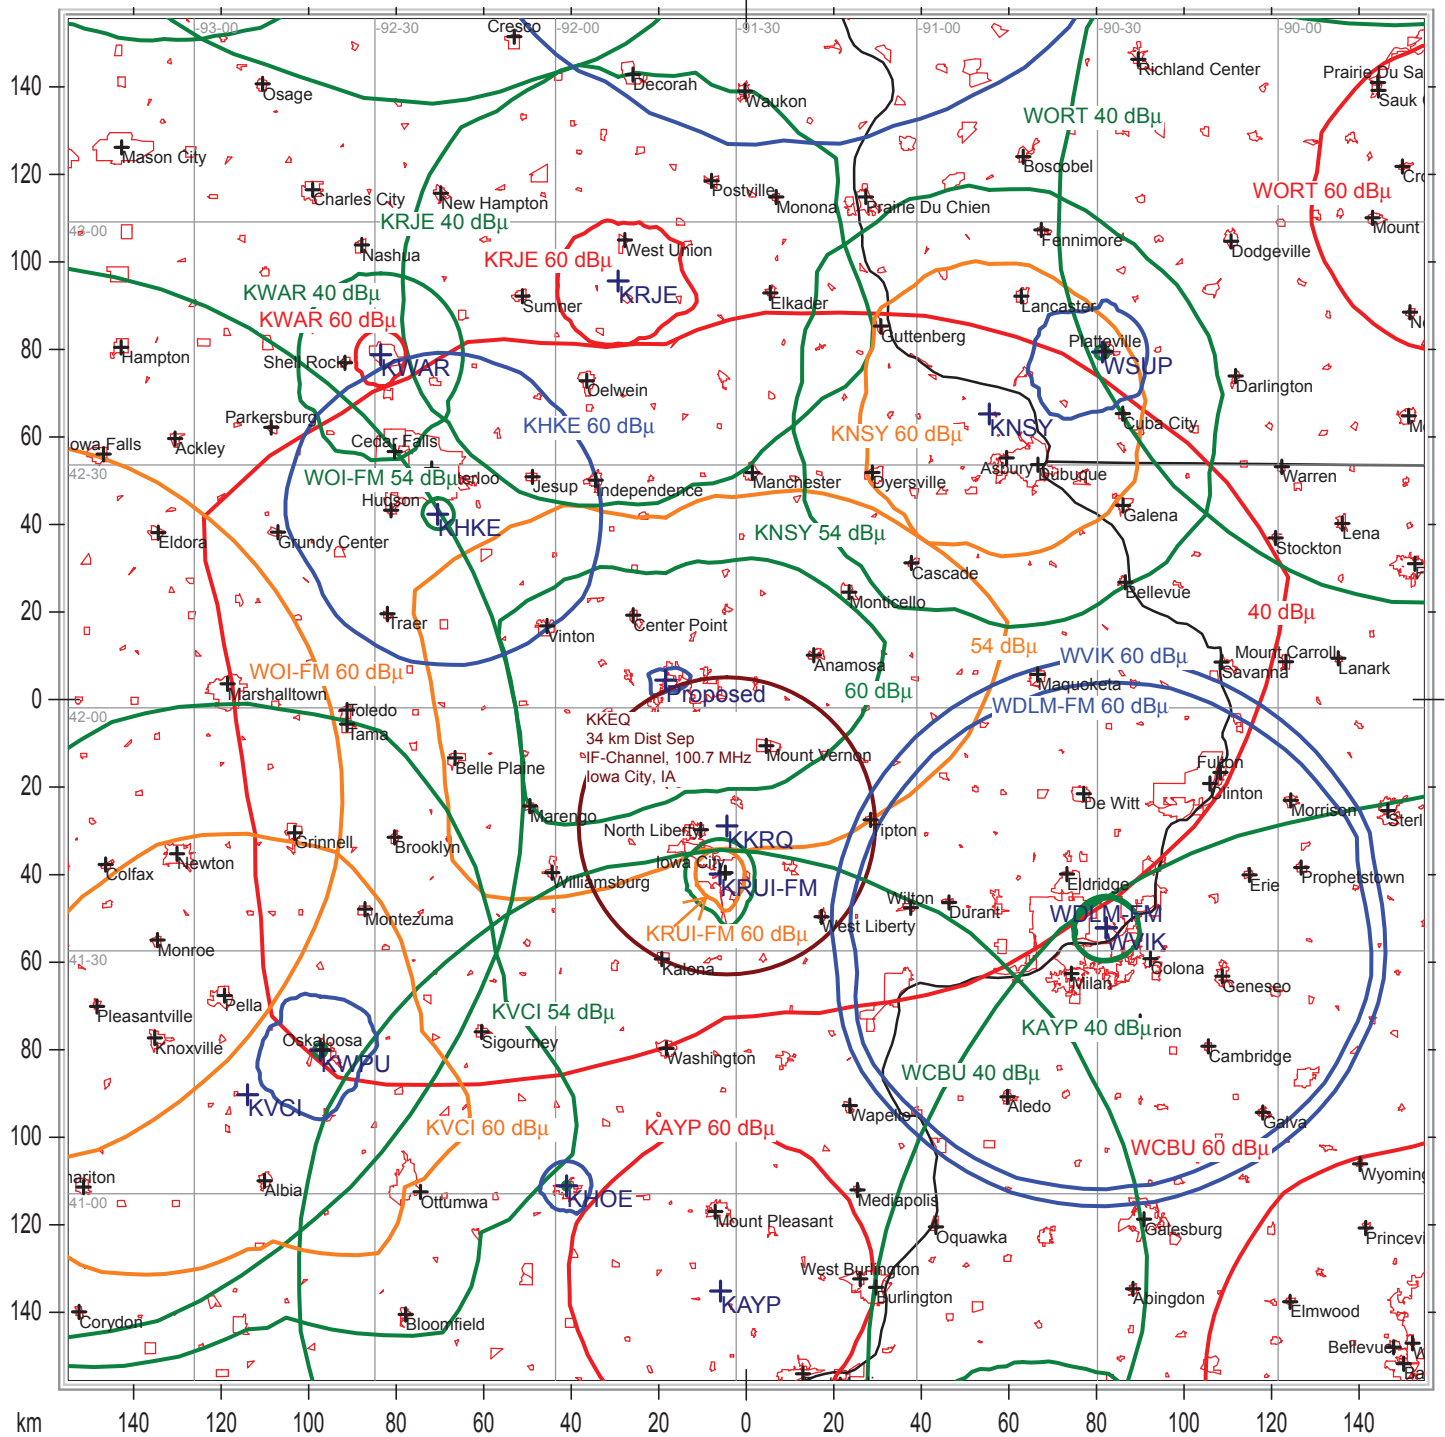 -93-00
-92-30
-92-00
-91-30
-91-00
-90-30
-90-00
Cresco
Osage
Decorah
Waukon
Richland Center
Prairie Du Sa
Sauk
WORT 40 dBµ
Mason City
Boscobel
Charles City
New Hampton
Postville
Monona
Prairie Du Chien
WORT 60 dBµ
KRJE 40 dBµ
43-00
Fennimore
Dodgeville
Mount
Nashua
West Union
KRJE 60 dBµ
KRJE
KWAR 40 dBµ
KWAR 60 dBµ
Sumner
Elkader
Lancaster
Guttenberg
Hampton
Shell Rock
KWAR
Platteville
WSUP
Oelwein
Darlington
Parkersburg
KHKE 60 dBµ
KNSY
KNSY 60 dBµ
Cuba City
owa Falls
Ackley
Cedar Falls
42-30
WOI-FM 54 dBµ
terloo
Jesup
Independence
Manchester
Dyersville
Asbury
Dubuque
Warren
Hudson
KHKE
Galena
Eldora
Grundy Center
KNSY 54 dBµ
Stockton
Lena
Cascade
Bellevue
Monticello
Traer
Vinton
Center Point
40 dBµ
54 dBµ
WOI-FM 60 dBµ
Anamosa
WVIK 60 dBµ
Mount Carroll
Savanna
Lanark
Marshalltown
Proposed
60 dBµ
Maquoketa
WDLM-FM 60 dBµ
42-00
Toledo
Tama
KKEQ
34 km Dist Sep
IF-Channel, 100.7 MHz
Iowa City, IA
Mount Vernon
Belle Plaine
Fulton
Clinton
De Witt
Morrison
Sterl
Marengo
North Liberty
KKRQ
Tipton
Grinnell
Brooklyn
Newton
Colfax
Iowa City
KRUI-FM
Williamsburg
Eldridge
Erie
Prophetstown
Wilton
Durant
Montezuma
West Liberty
WDLM-FM
WVIK
KRUI-FM 60 dBµ
Monroe
41-30
Kalona
Colona
Milan
Geneseo
Pella
Pleasantville
KVCI 54 dBµ
KAYP 40 dBµ
rion
Knoxville
Oskaloosa
KWPU
Sigourney
Washington
Cambridge
WCBU 40 dBµ
KVCI
Wapello
Aledo
Galva
KVCI 60 dBµ
KAYP 60 dBµ
WCBU 60 dBµ
hariton
Albia
Ottumwa
KHOE
Mediapolis
Wyoming
41-00
Mount Pleasant
Oquawka
Gatesburg
Princevi
West Burlington
Burlington
KAYP
Abingdon
Elmwood
Corydon
Bloomfield
Bellevue
140
120
100
80
60
40
20
0
20
40
60
80
100
120
140
km 140 120 100 80 60 40 20 0 20 40 60 80 100 120 140